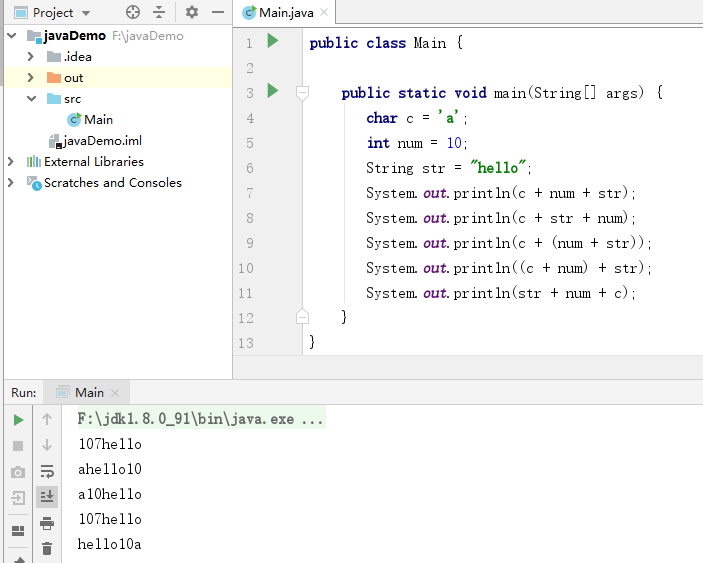 Project
javaDemo F:\javaDemo
.idea
out
src
Main
javaDemo.iml
External Libraries
Scratches and Consoles
Main.java
1 public class Main {
2
3 public static void main(String[] args) {
4 char c = 'a';
5 int num = 10;
6 String str = "hello";
7 System.out.println(c + num + str);
8 System.out.println(c + str + num);
9 System.out.println(c + (num + str));
10 System.out.println((c + num) + str);
11 System.out.println(str + num + c);
12 }
13 }
Run: Main
F:\jdk1.8.0_91\bin\java.exe ...
107hello
ahello10
a10hello
107hello
hello10a